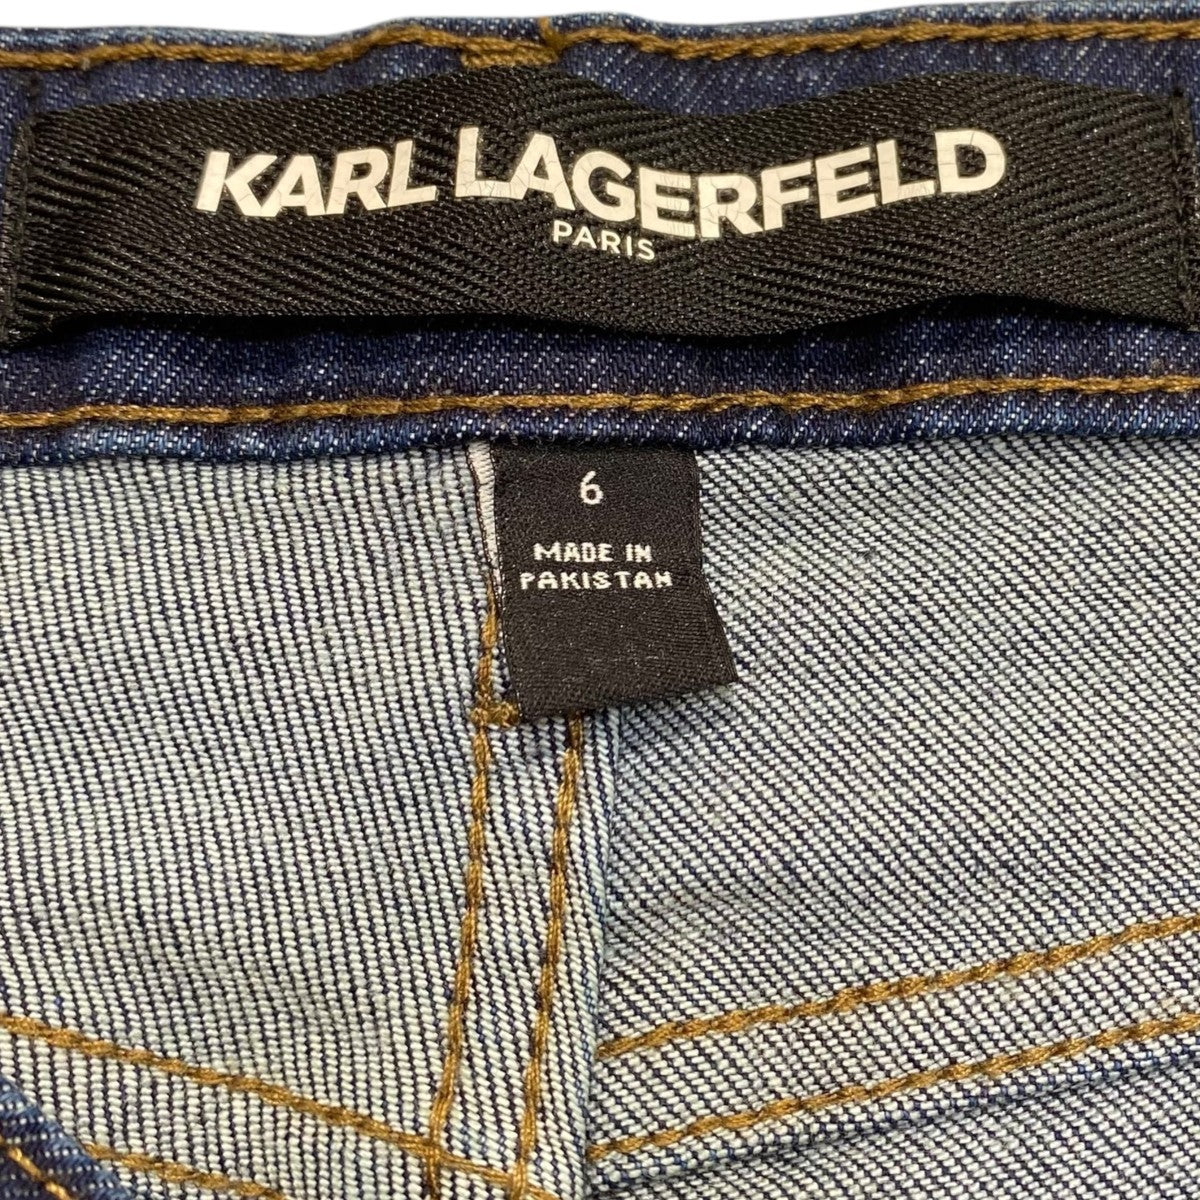 KARL LAGERFELD
PARIS
6
MADE IN
PAKISTAN